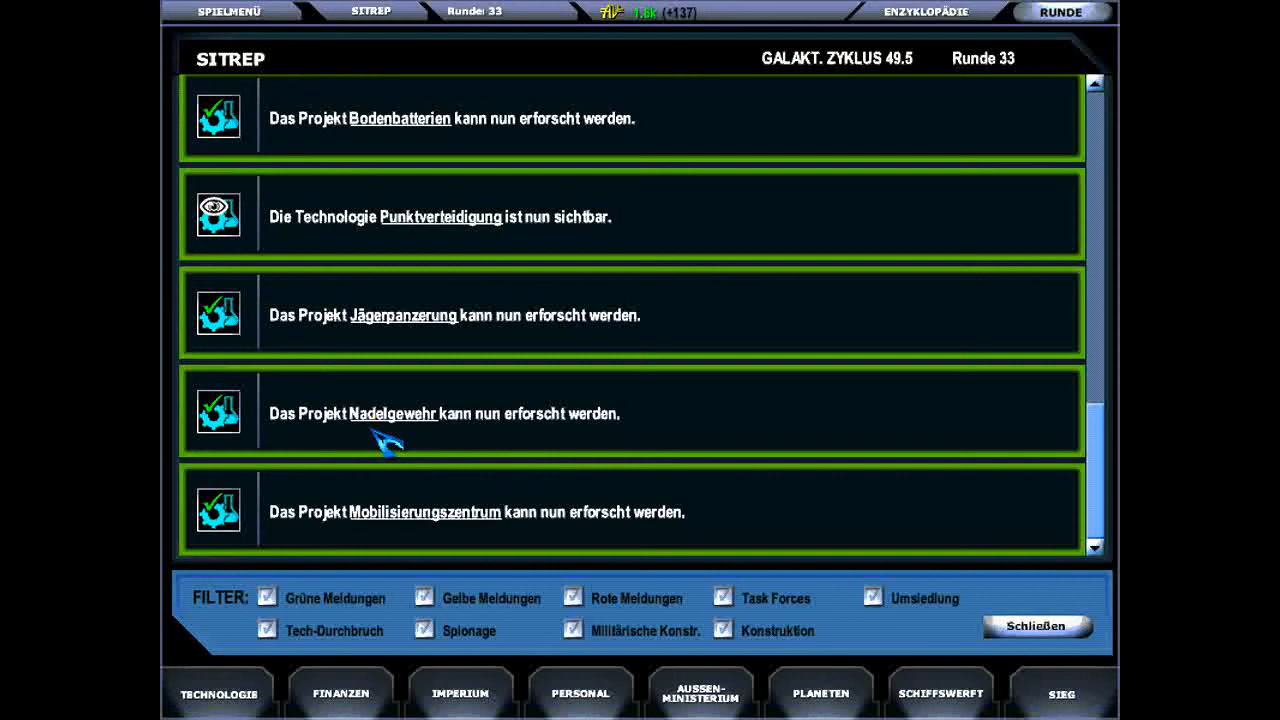 SPIELMENÜ SITREP Runde: 33 1.6k (+137) ENZYKLOPÄDIE RUNDE
SITREP GALAKT. ZYKLUS 49.5 Runde 33
Das Projekt Bodenbatterien kann nun erforscht werden.
Die Technologie Punktverteidigung ist nun sichtbar.
Das Projekt Jägerpanzerung kann nun erforscht werden.
Das Projekt Nadelgewehr kann nun erforscht werden.
Das Projekt Mobilisierungszentrum kann nun erforscht werden.
FILTER: Grüne Meldungen Gelbe Meldungen Rote Meldungen Task Forces Umsiedlung
Tech-Durchbruch Spionage Militärische Konstr. Konstruktion
Schließen
TECHNOLOGIE FINANZEN IMPERIUM PERSONAL AUSSEN-
MINISTERIUM PLANETEN SCHIFFSWERFT SIEG